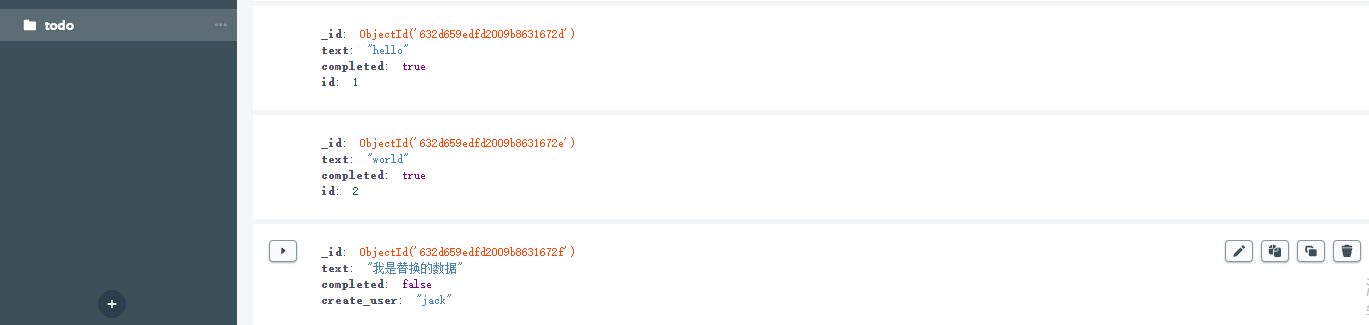 todo
_id: ObjectId('632d659edfd2009b8631672d')
text: "hello"
completed: true
id: 1
_id: ObjectId('632d659edfd2009b8631672e')
text: "world"
completed: true
id: 2
_id: ObjectId('632d659edfd2009b8631672f')
text: "我是替换的数据"
completed: false
create_user: "jack"